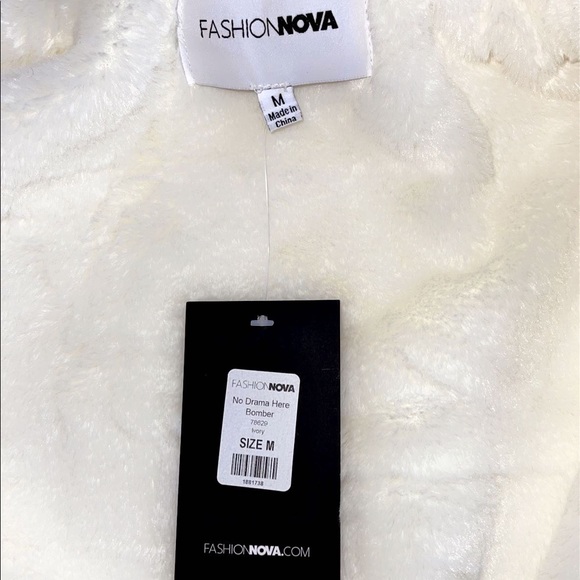 FASHIONNOVA
M
Made in
China
FASHIONNOVA
No Drama Here
Bomber
78629
Ivory
SIZE M
1881738
FASHIONNOVA.COM